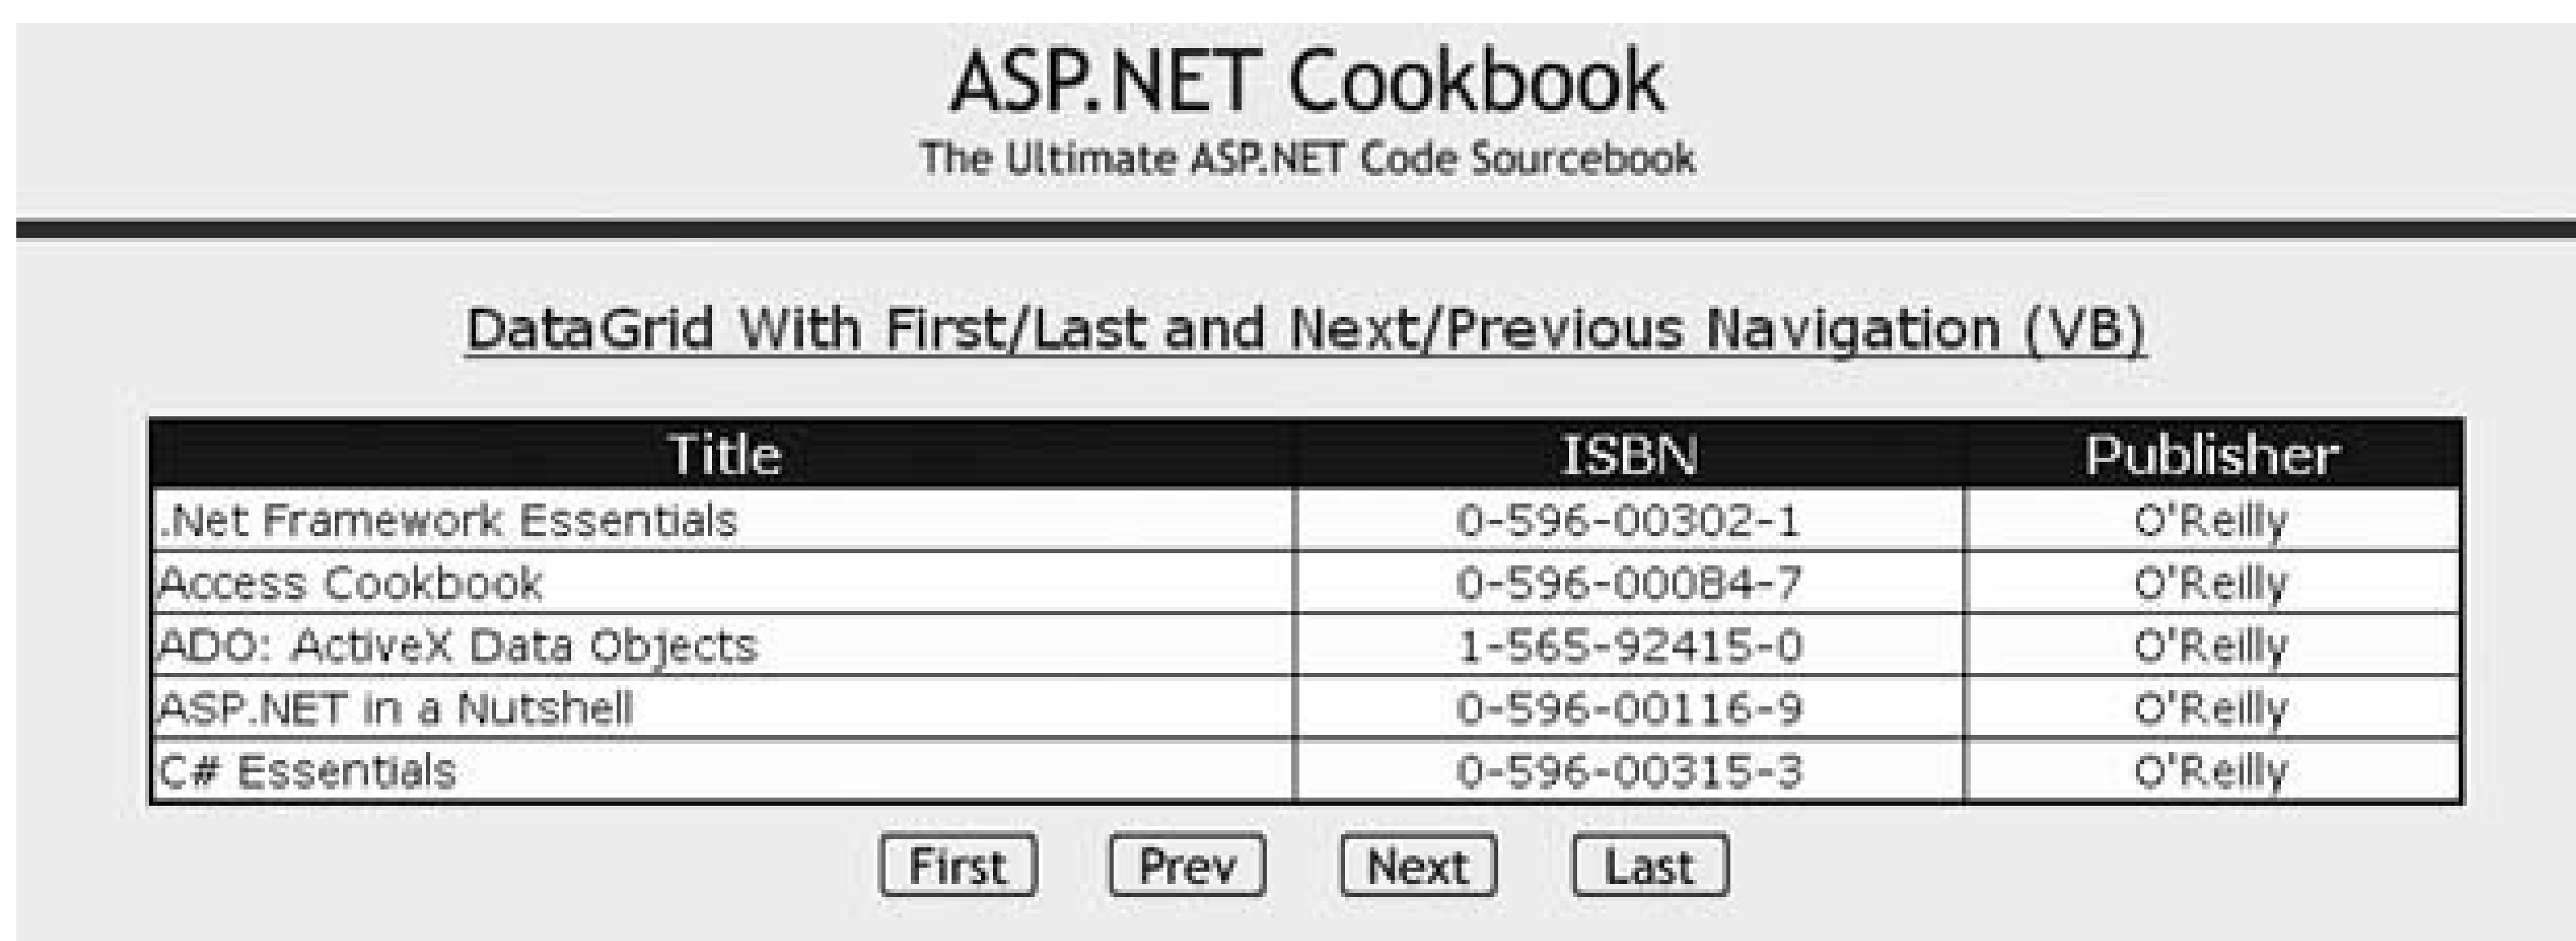 ASP.NET Cookbook
The Ultimate ASP.NET Code Sourcebook
DataGrid With First/Last and Next/Previous Navigation (VB)
Title ISBN Publisher
.Net Framework Essentials 0-596-00302-1 O'Reilly
Access Cookbook 0-596-00084-7 O'Reilly
ADO: ActiveX Data Objects 1-565-92415-0 O'Reilly
ASP.NET in a Nutshell 0-596-00116-9 O'Reilly
C# Essentials 0-596-00315-3 O'Reilly
First Prev Next Last